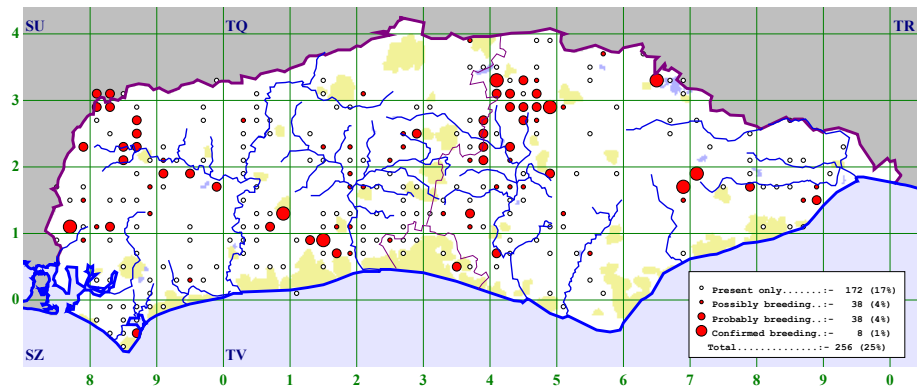 SU TQ TR
4
3
2
1
0
Present only......:- 172 (17%)
Possibly breeding..:- 38 (4%)
Probably breeding..:- 38 (4%)
Confirmed breeding.:- 8 (1%)
Total.............:- 256 (25%)
SZ TV
8 9 0 1 2 3 4 5 6 7 8 9 0